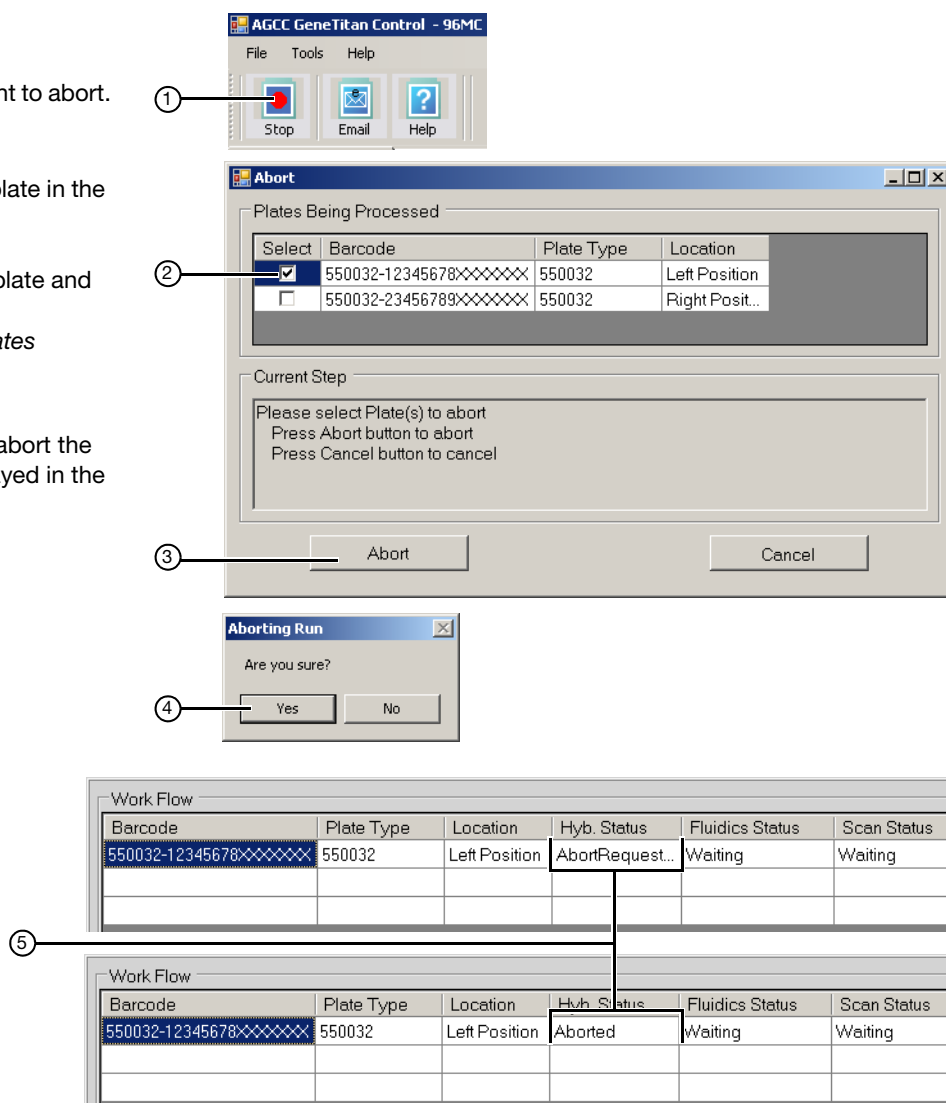 nt to abort.
late in the
plate and
ates
abort the
yed in the
AGCC GeneTitan Control - 96MC
File Tools Help
1
Stop Email Help
Abort
Plates Being Processed
Select Barcode Plate Type Location
2
550032-12345678XXXXXXX 550032 Left Position
550032-23456789XXXXXXX 550032 Right Posit...
Current Step
Please select Plate(s) to abort
Press Abort button to abort
Press Cancel button to cancel
3
Abort Cancel
Aborting Run
Are you sure?
4
Yes No
Work Flow
Barcode Plate Type Location Hyb. Status Fluidics Status Scan Status
550032-12345678XXXXXXX 550032 Left Position AbortRequest... Waiting Waiting
5
Work Flow
Barcode Plate Type Location Hyb. Status Fluidics Status Scan Status
550032-12345678XXXXXXX 550032 Left Position Aborted Waiting Waiting